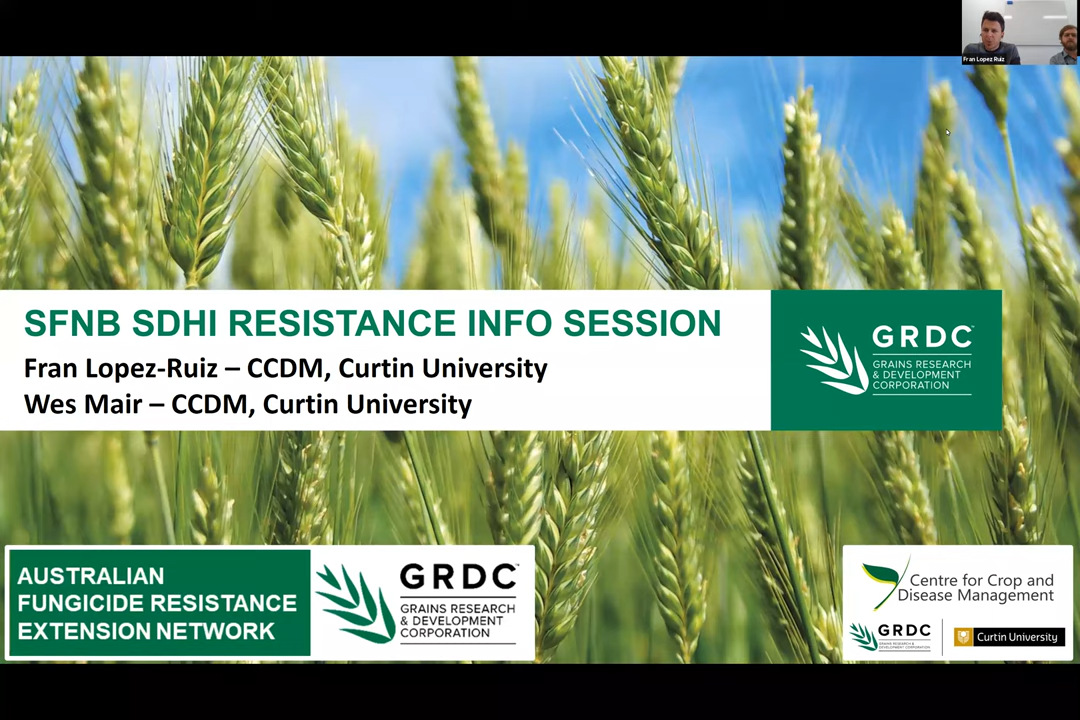 Fran Lopez Ruiz
SFNB SDHI RESISTANCE INFO SESSION
Fran Lopez-Ruiz – CCDM, Curtin University
Wes Mair – CCDM, Curtin University
GRDC™
GRAINS RESEARCH
& DEVELOPMENT
CORPORATION
AUSTRALIAN
FUNGICIDE RESISTANCE
EXTENSION NETWORK
GRDC™
GRAINS RESEARCH
& DEVELOPMENT
CORPORATION
Centre for Crop and
Disease Management
GRDC
GRAINS RESEARCH &
DEVELOPMENT CORPORATION
Curtin University